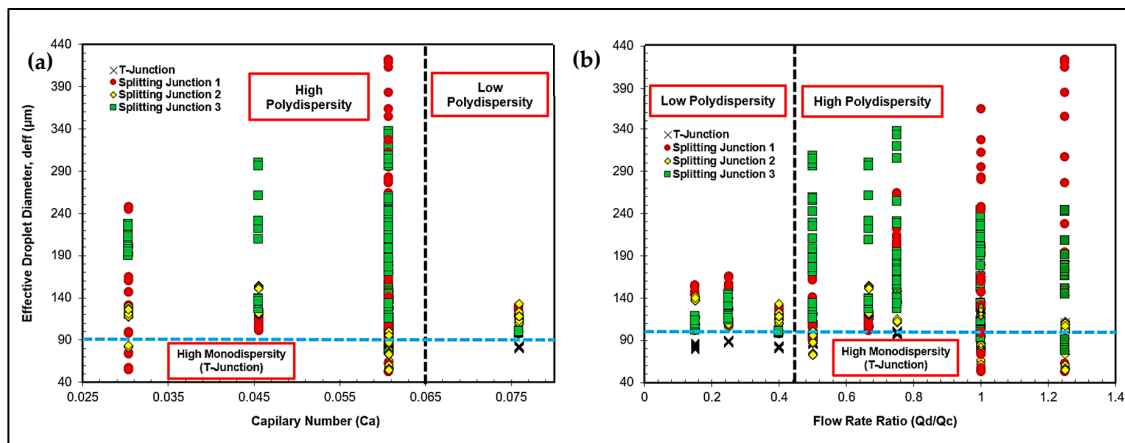 (a)
Effective Droplet Diameter, deff (µm)
440
390
340
290
240
190
140
90
40
T-Junction
Splitting Junction 1
Splitting Junction 2
Splitting Junction 3
High
Polydispersity
Low
Polydispersity
High Monodispersity
(T-Junction)
0.025
0.035
0.045
0.055
0.065
0.075
Capilary Number (Ca)
(b)
440
390
340
290
240
190
140
90
40
Low Polydispersity
High Polydispersity
T-Junction
Splitting Junction 1
Splitting Junction 2
Splitting Junction 3
High Monodispersity
(T-Junction)
0
0.2
0.4
0.6
0.8
1
1.2
1.4
Flow Rate Ratio (Qd/Qc)